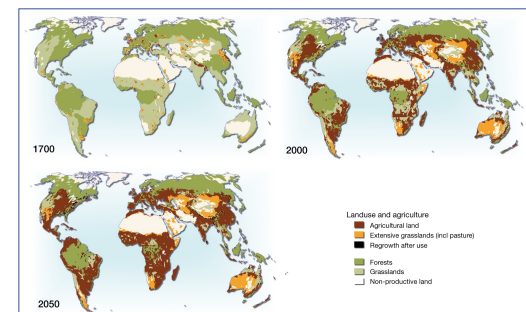 1700
2000
2050
Landuse and agriculture
Agricultural land
Extensive grasslands (incl pasture)
Regrowth after use
Forests
Grasslands
Non-productive land